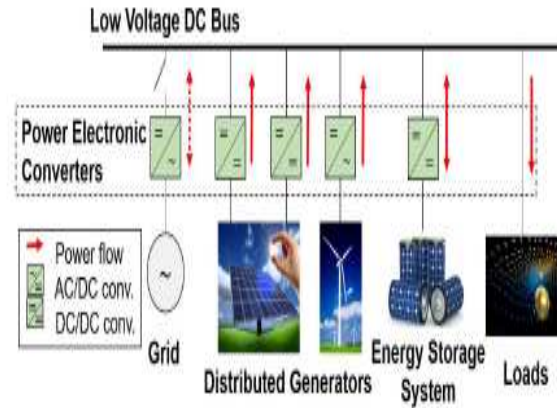 Low Voltage DC Bus
Power Electronic
Converters
Power flow
AC/DC conv.
DC/DC conv.
~
Grid
Distributed Generators
Energy Storage
System
Loads